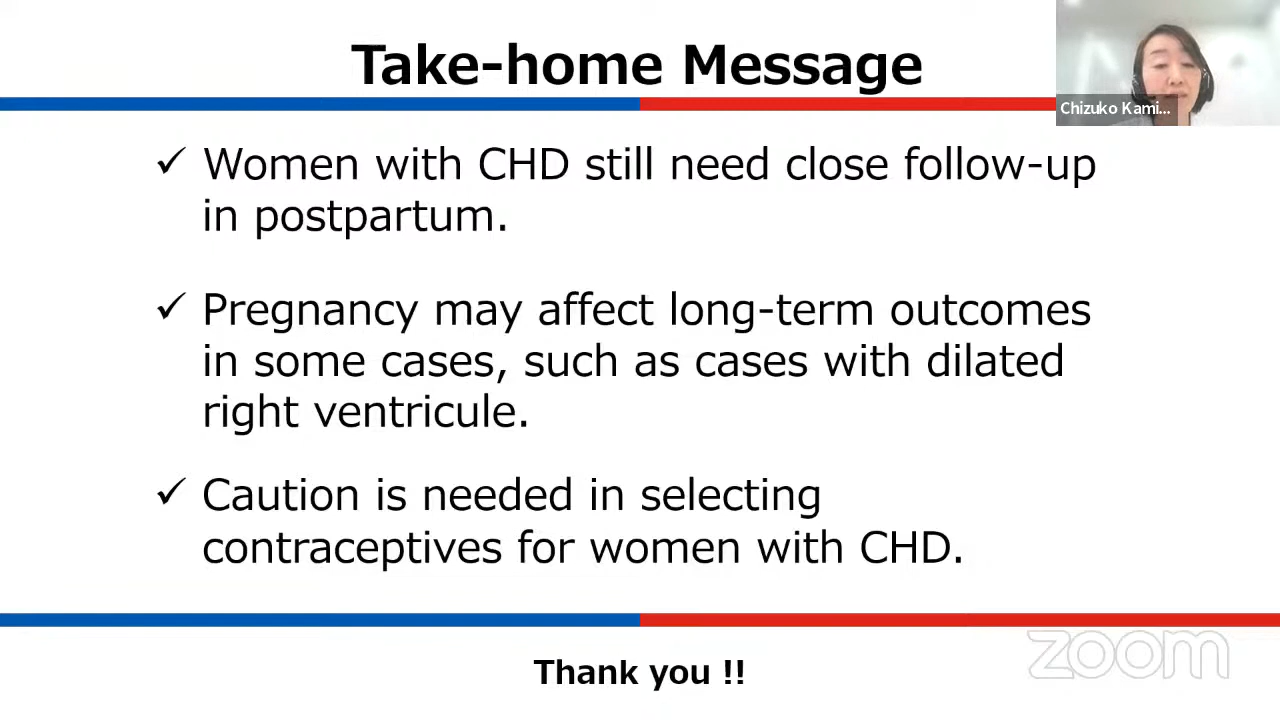 Take-home Message
Chizuko Kami...
✓ Women with CHD still need close follow-up
in postpartum.
✓ Pregnancy may affect long-term outcomes
in some cases, such as cases with dilated
right ventricule.
✓ Caution is needed in selecting
contraceptives for women with CHD.
zoom
Thank you !!